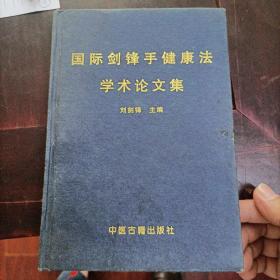 国际剑锋手健康法
学术论文集
刘剑锋 主编
中医古籍出版社